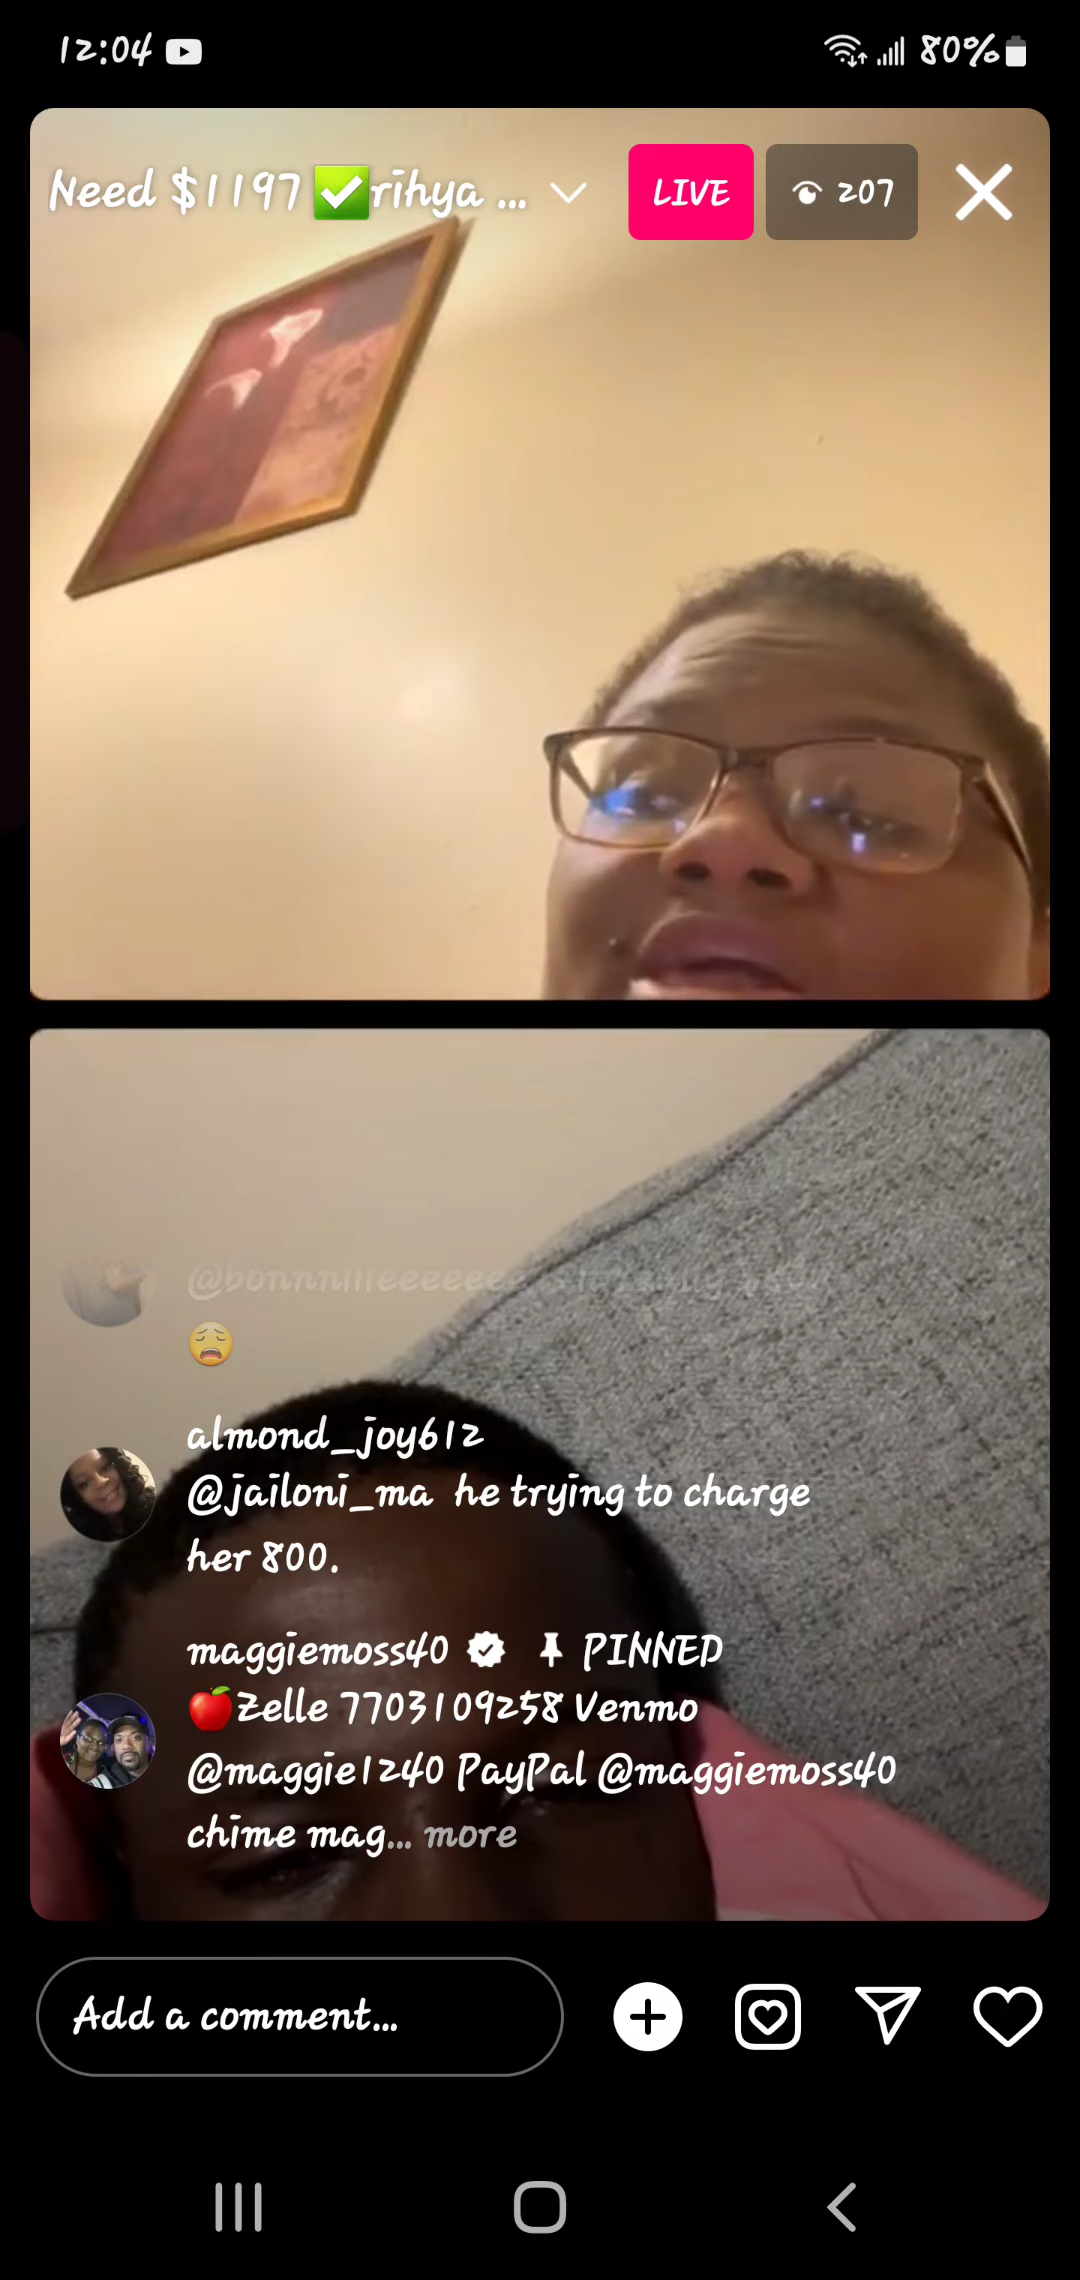 12:04
80%
Need $1197 ✅rihya ...
LIVE
207
😩
almond_joy612
@jailoni_ma he trying to charge
her 800.
maggiemoss40 PINNED
🍎Zelle 7703109258 Venmo
@maggie1240 PayPal @maggiemoss40
chime mag... more
Add a comment...